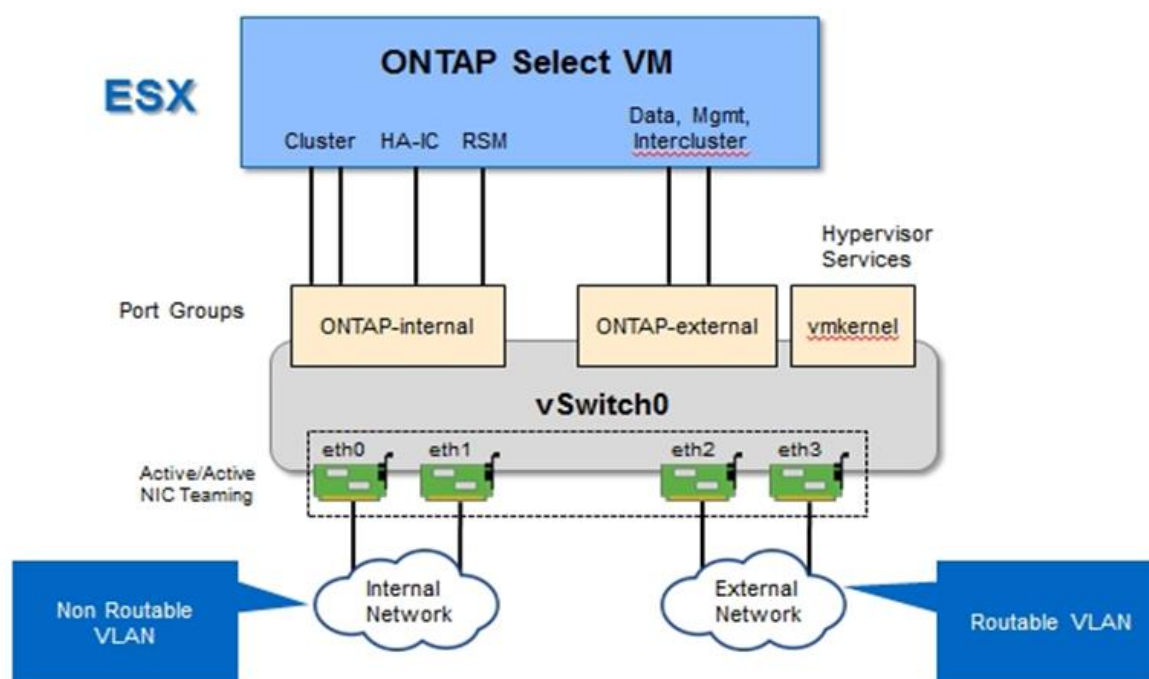 ONTAP Select VM
ESX
Data, Mgmt,
Cluster HA-IC RSM Intercluster
Hypervisor
Services
Port Groups
ONTAP-internal
ONTAP-external
vmkernel
vSwitch0
eth0
eth1
eth2
eth3
Active/Active
NIC Teaming
Internal
Network
External
Network
Non Routable
VLAN
Routable VLAN